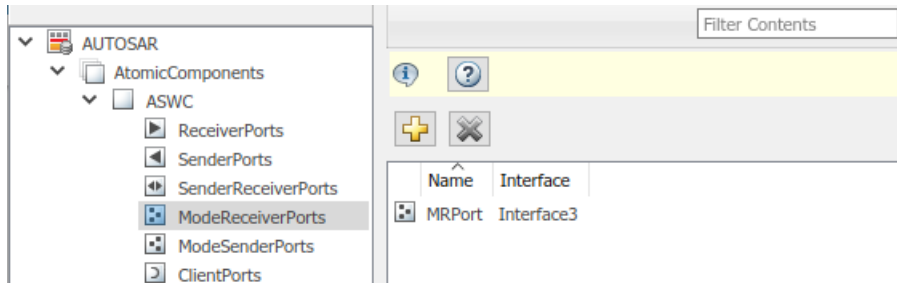 Filter Contents
AUTOSAR
AtomicComponents
ASWC
ReceiverPorts
SenderPorts
SenderReceiverPorts
ModeReceiverPorts
ModeSenderPorts
ClientPorts
Name Interface
MRPort Interface3